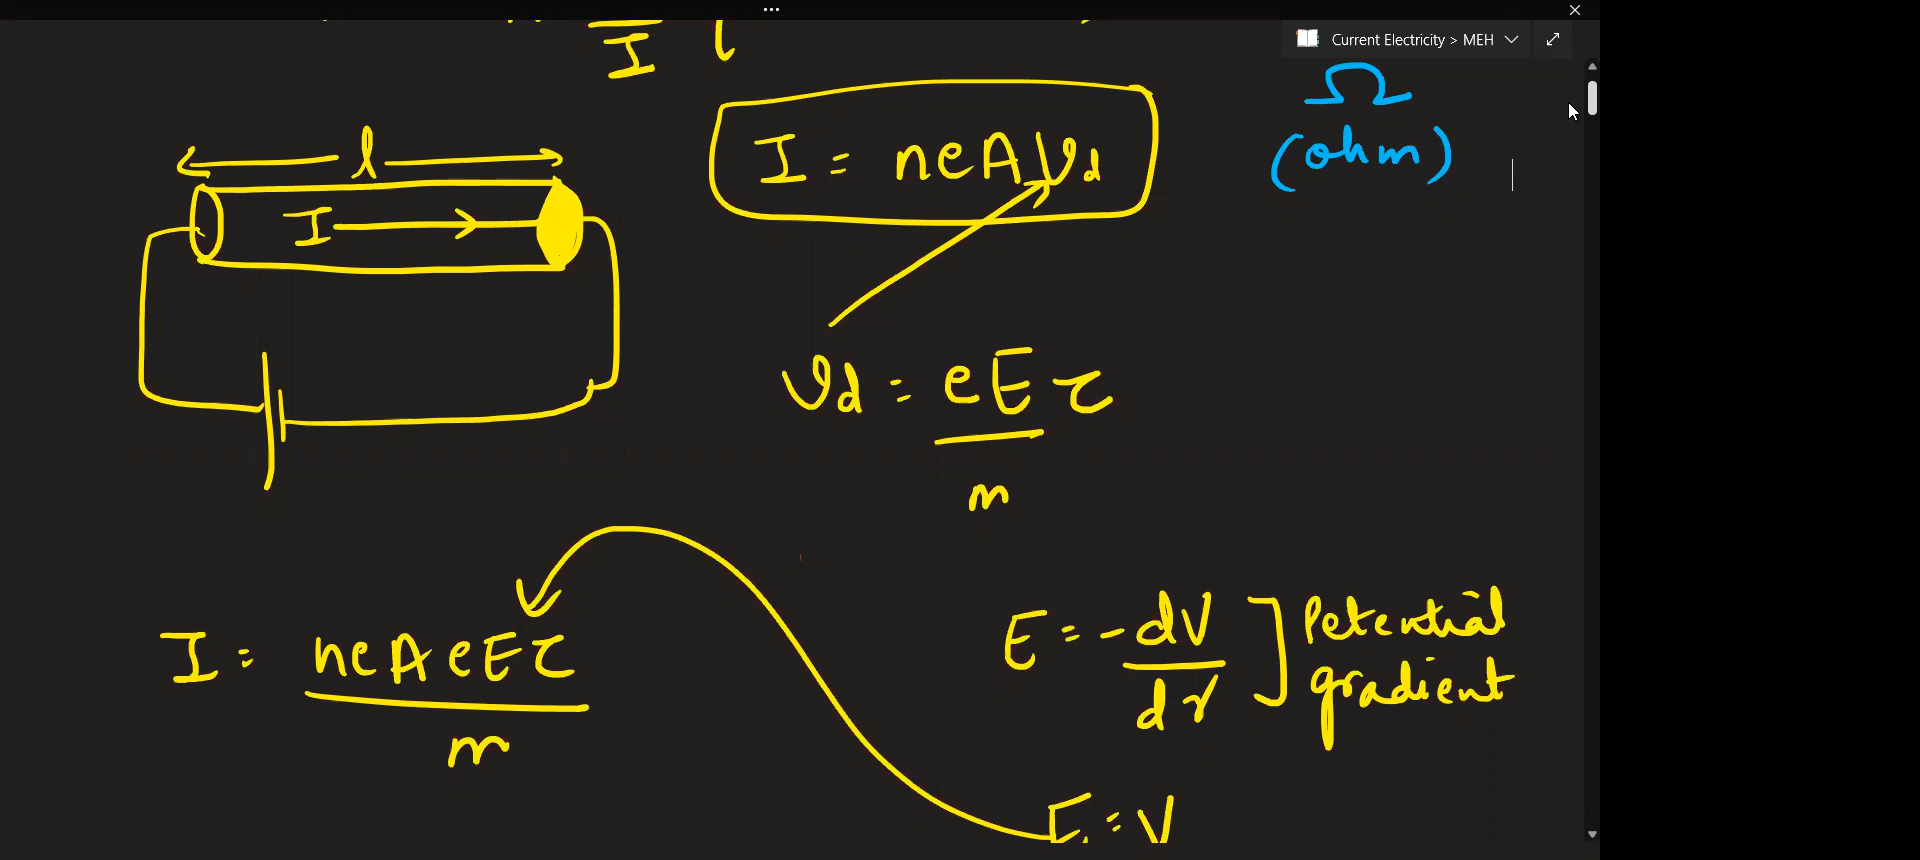 Current Electricity > MEH
I
Ω
(ohm)
l
I
I = neAVd
Vd = eEτ
m
I = neAeEτ
m
E = -dV
dr
Potential
gradient
E = V